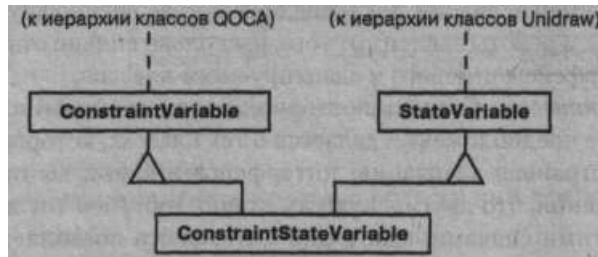 (к иерархии классов QOCA) (к иерархии классов Unidraw)
ConstraintVariable StateVariable
ConstraintStateVariable